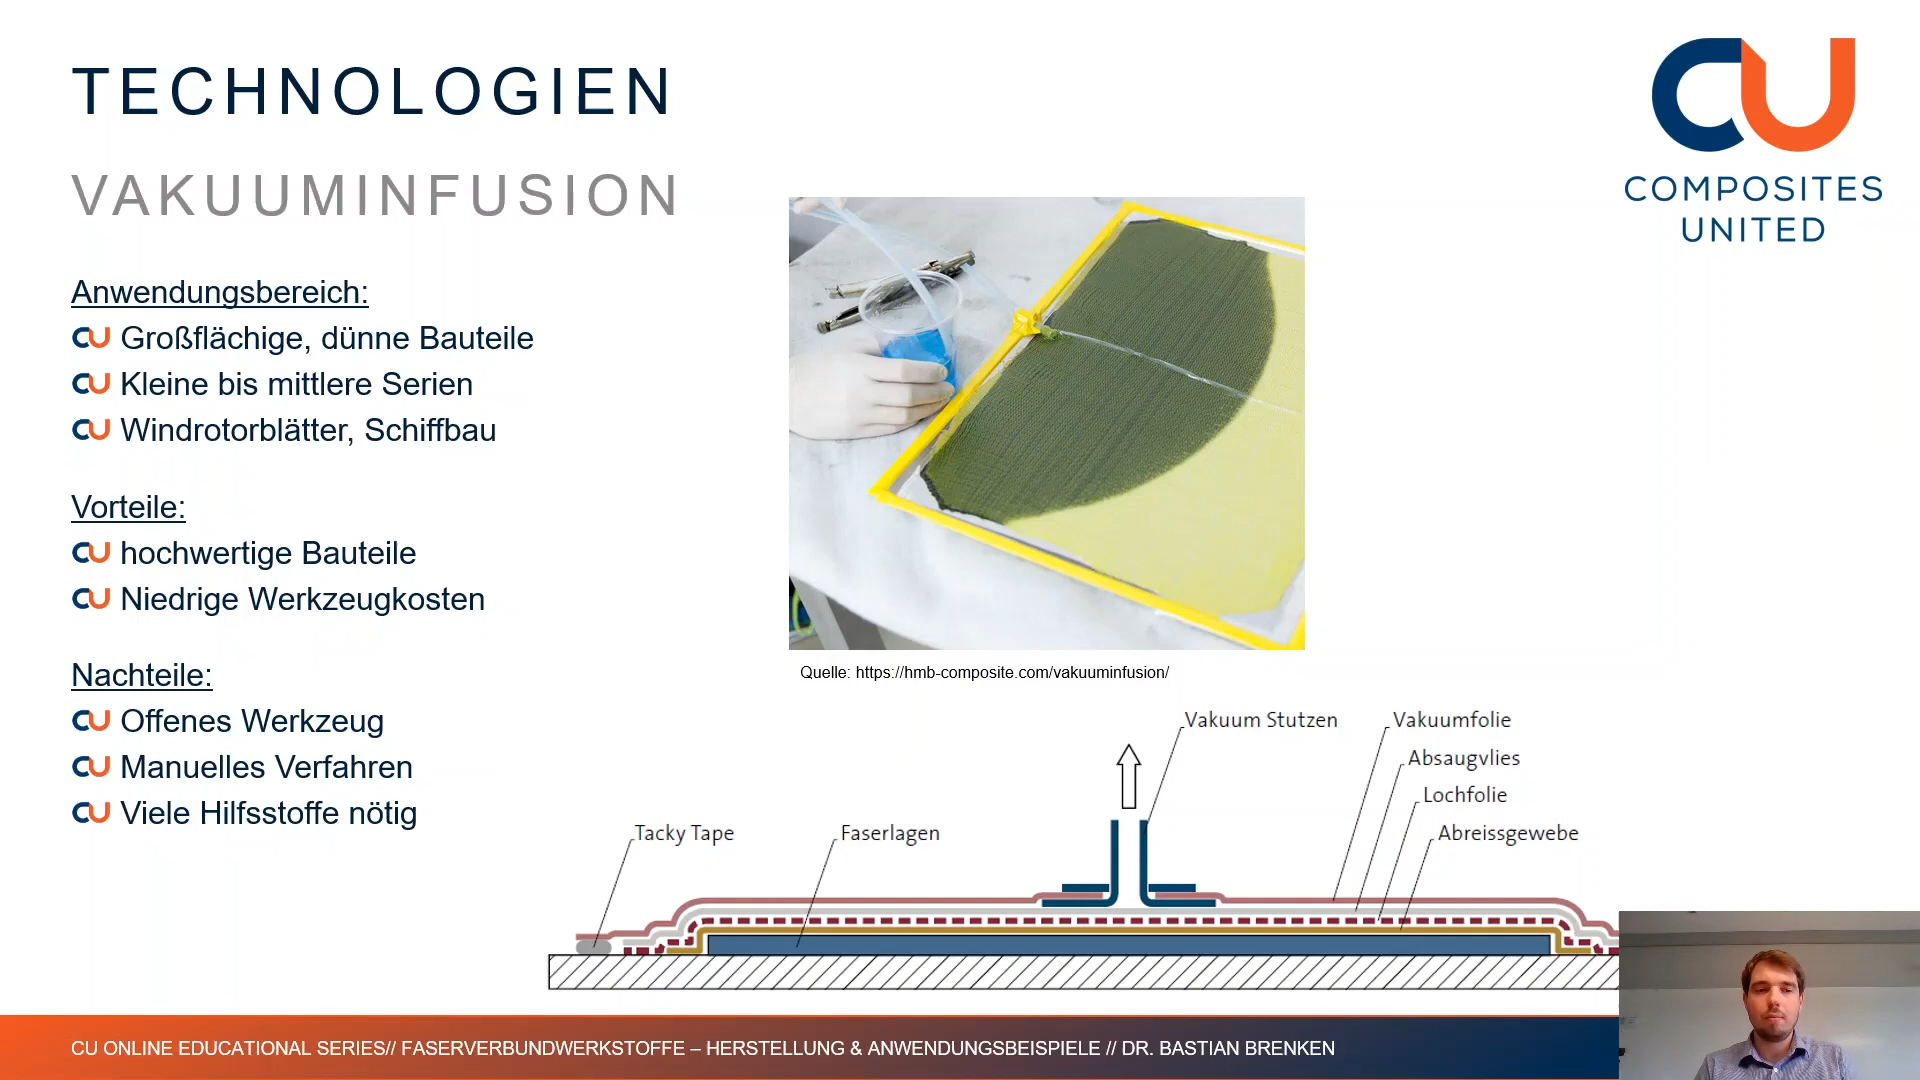 TECHNOLOGIEN
VAKUUMINFUSION
CU
COMPOSITES
UNITED
Anwendungsbereich:
CU Großflächige, dünne Bauteile
CU Kleine bis mittlere Serien
CU Windrotorblätter, Schiffbau
Vorteile:
CU hochwertige Bauteile
CU Niedrige Werkzeugkosten
Nachteile:
CU Offenes Werkzeug
CU Manuelles Verfahren
CU Viele Hilfsstoffe nötig
Quelle: https://hmb-composite.com/vakuuminfusion/
Vakuum Stutzen
Vakuumfolie
Absaugvlies
Lochfolie
Tacky Tape
Faserlagen
Abreissgewebe
CU ONLINE EDUCATIONAL SERIES// FASERVERBUNDWERKSTOFFE – HERSTELLUNG & ANWENDUNGSBEISPIELE // DR. BASTIAN BRENKEN